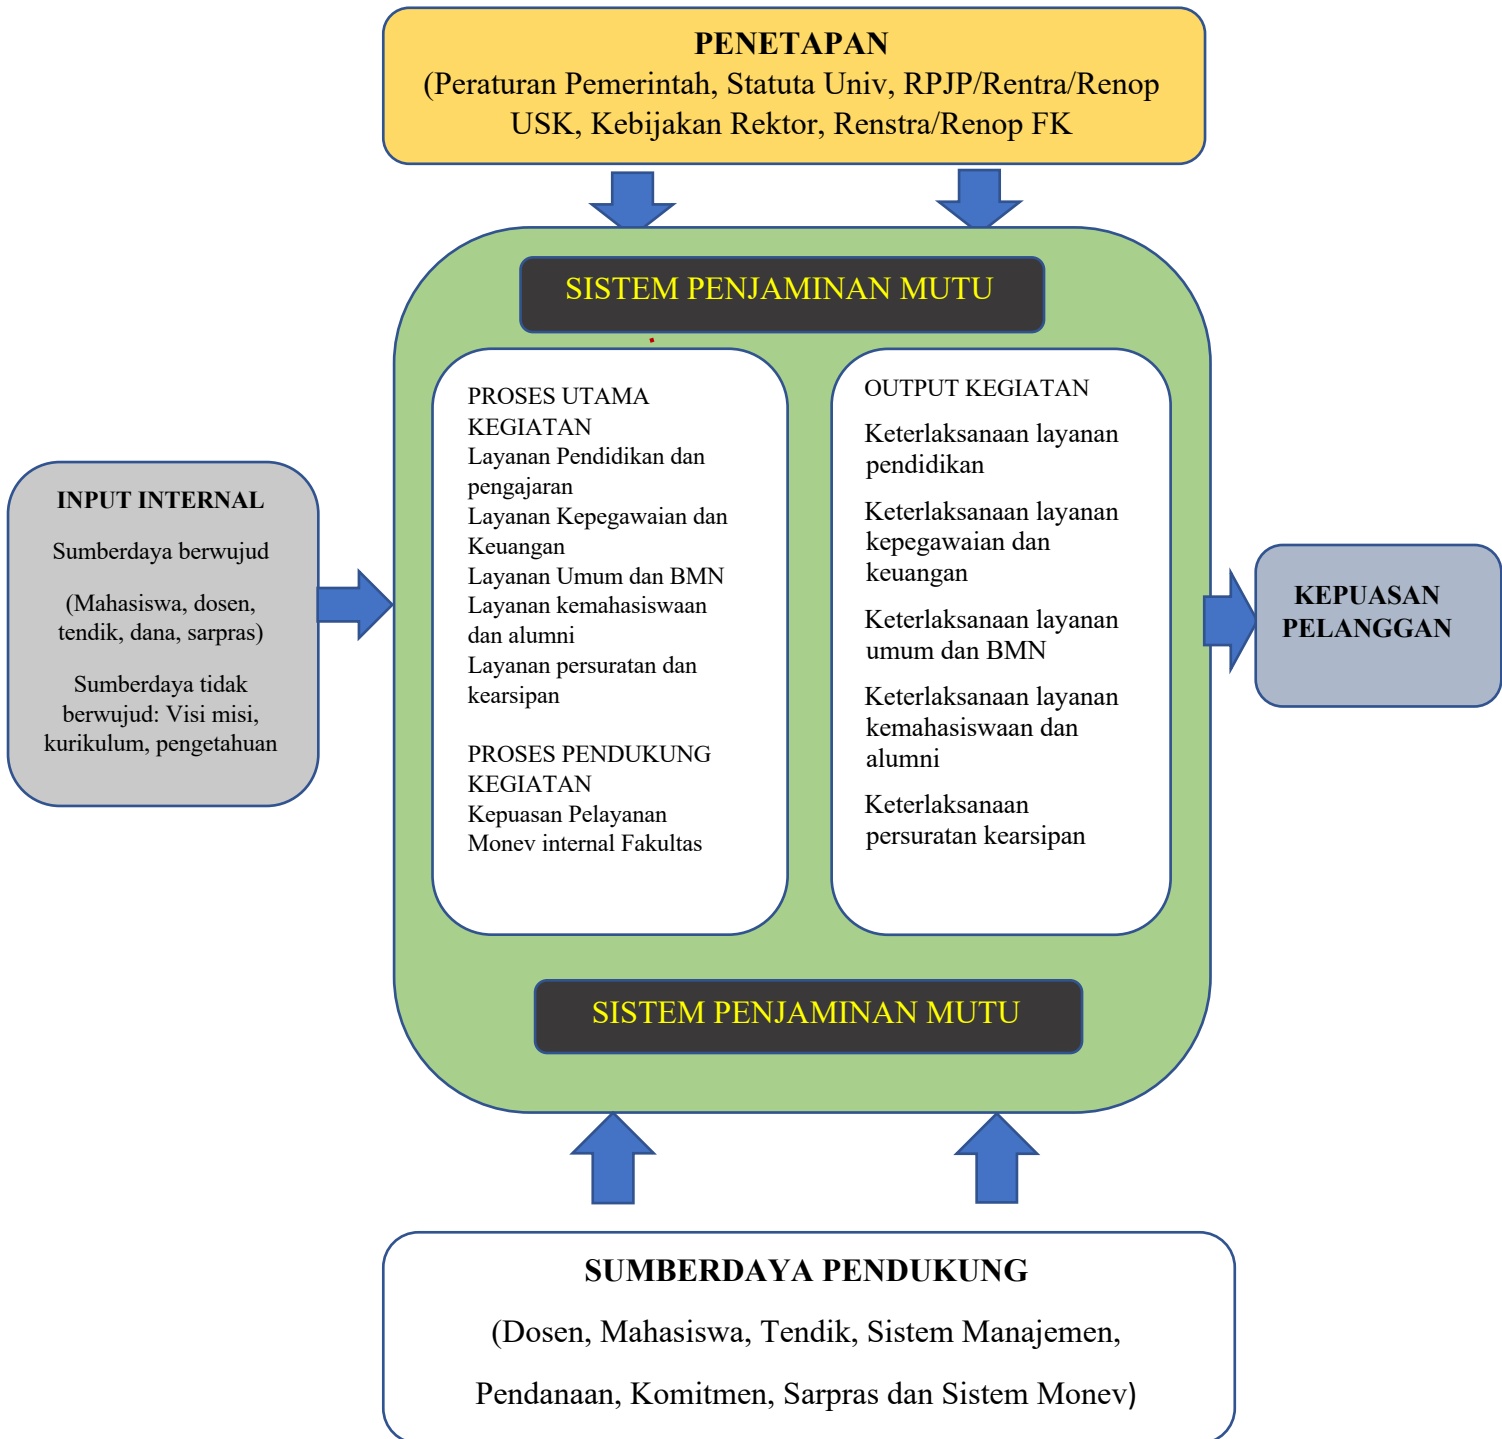 PENETAPAN
(Peraturan Pemerintah, Statuta Univ, RPJP/Rentra/Renop
USK, Kebijakan Rektor, Renstra/Renop FK
SISTEM PENJAMINAN MUTU
INPUT INTERNAL
Sumberdaya berwujud
(Mahasiswa, dosen,
tendik, dana, sarpras)
Sumberdaya tidak
berwujud: Visi misi,
kurikulum, pengetahuan
PROSES UTAMA
KEGIATAN
Layanan Pendidikan dan
pengajaran
Layanan Kepegawaian dan
Keuangan
Layanan Umum dan BMN
Layanan kemahasiswaan
dan alumni
Layanan persuratan dan
kearsipan
PROSES PENDUKUNG
KEGIATAN
Kepuasan Pelayanan
Monev internal Fakultas
OUTPUT KEGIATAN
Keterlaksanaan layanan
pendidikan
Keterlaksanaan layanan
kepegawaian dan
keuangan
Keterlaksanaan layanan
umum dan BMN
Keterlaksanaan layanan
kemahasiswaan dan
alumni
Keterlaksanaan
persuratan kearsipan
KEPUASAN
PELANGGAN
SISTEM PENJAMINAN MUTU
SUMBERDAYA PENDUKUNG
(Dosen, Mahasiswa, Tendik, Sistem Manajemen,
Pendanaan, Komitmen, Sarpras dan Sistem Monev)